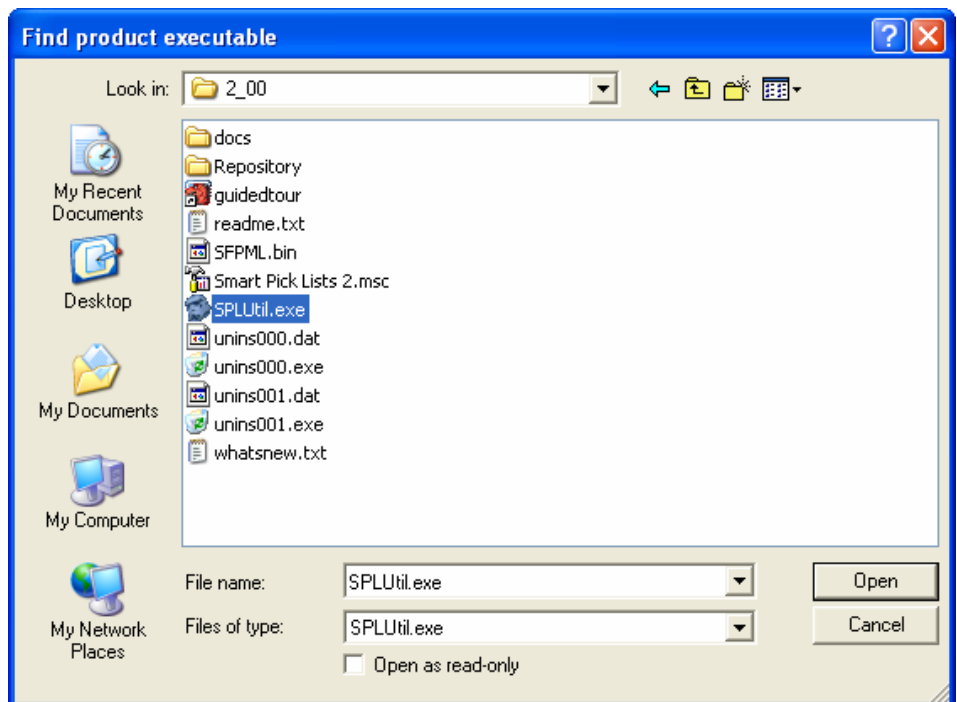 Find product executable
Look in: 2_00
My Recent Documents
Desktop
My Documents
My Computer
My Network Places
docs
Repository
guidedtour
readme.txt
SFPML.bin
Smart Pick Lists 2.msc
SPLUtil.exe
unins000.dat
unins000.exe
unins001.dat
unins001.exe
whatsnew.txt
File name: SPLUtil.exe Open
Files of type: SPLUtil.exe Cancel
Open as read-only